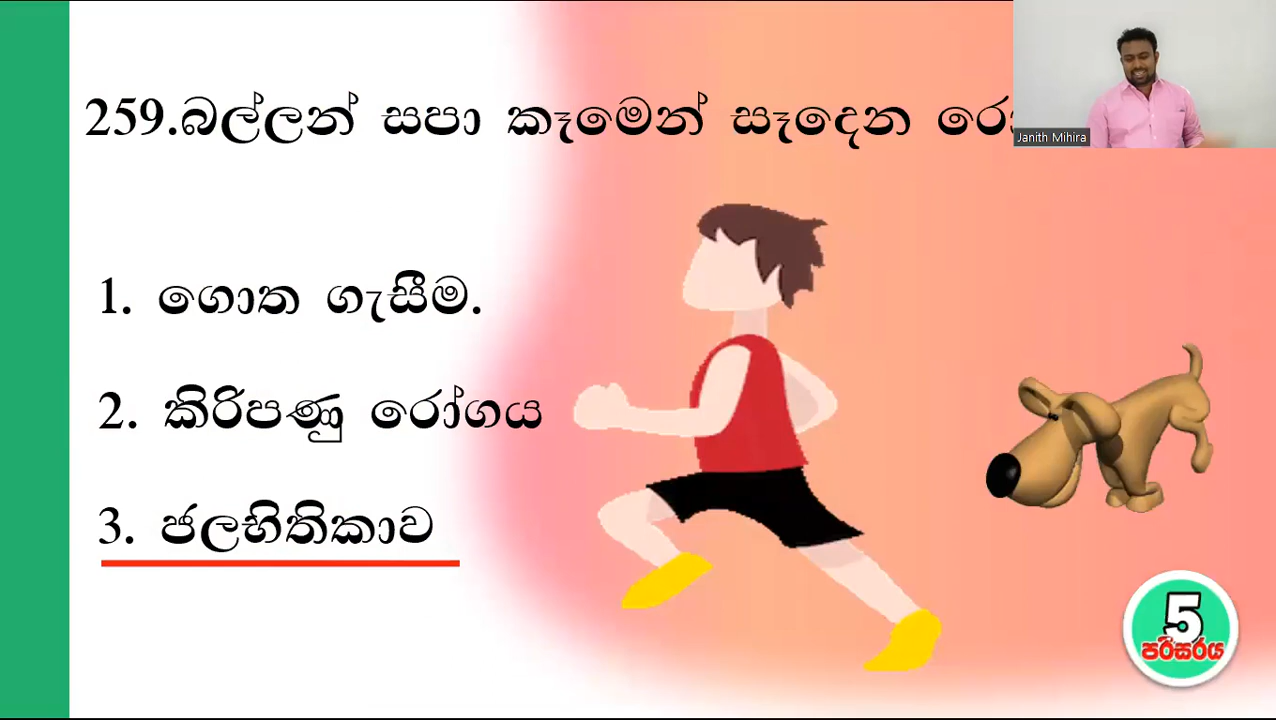 259.බල්ලන් සපා කෑමෙන් සෑදෙන
Janith Mihira
1. ගොත ගැසීම.
2. කිරිපණු රෝගය
3. ජලභිතිකාව
5
පරිසරය